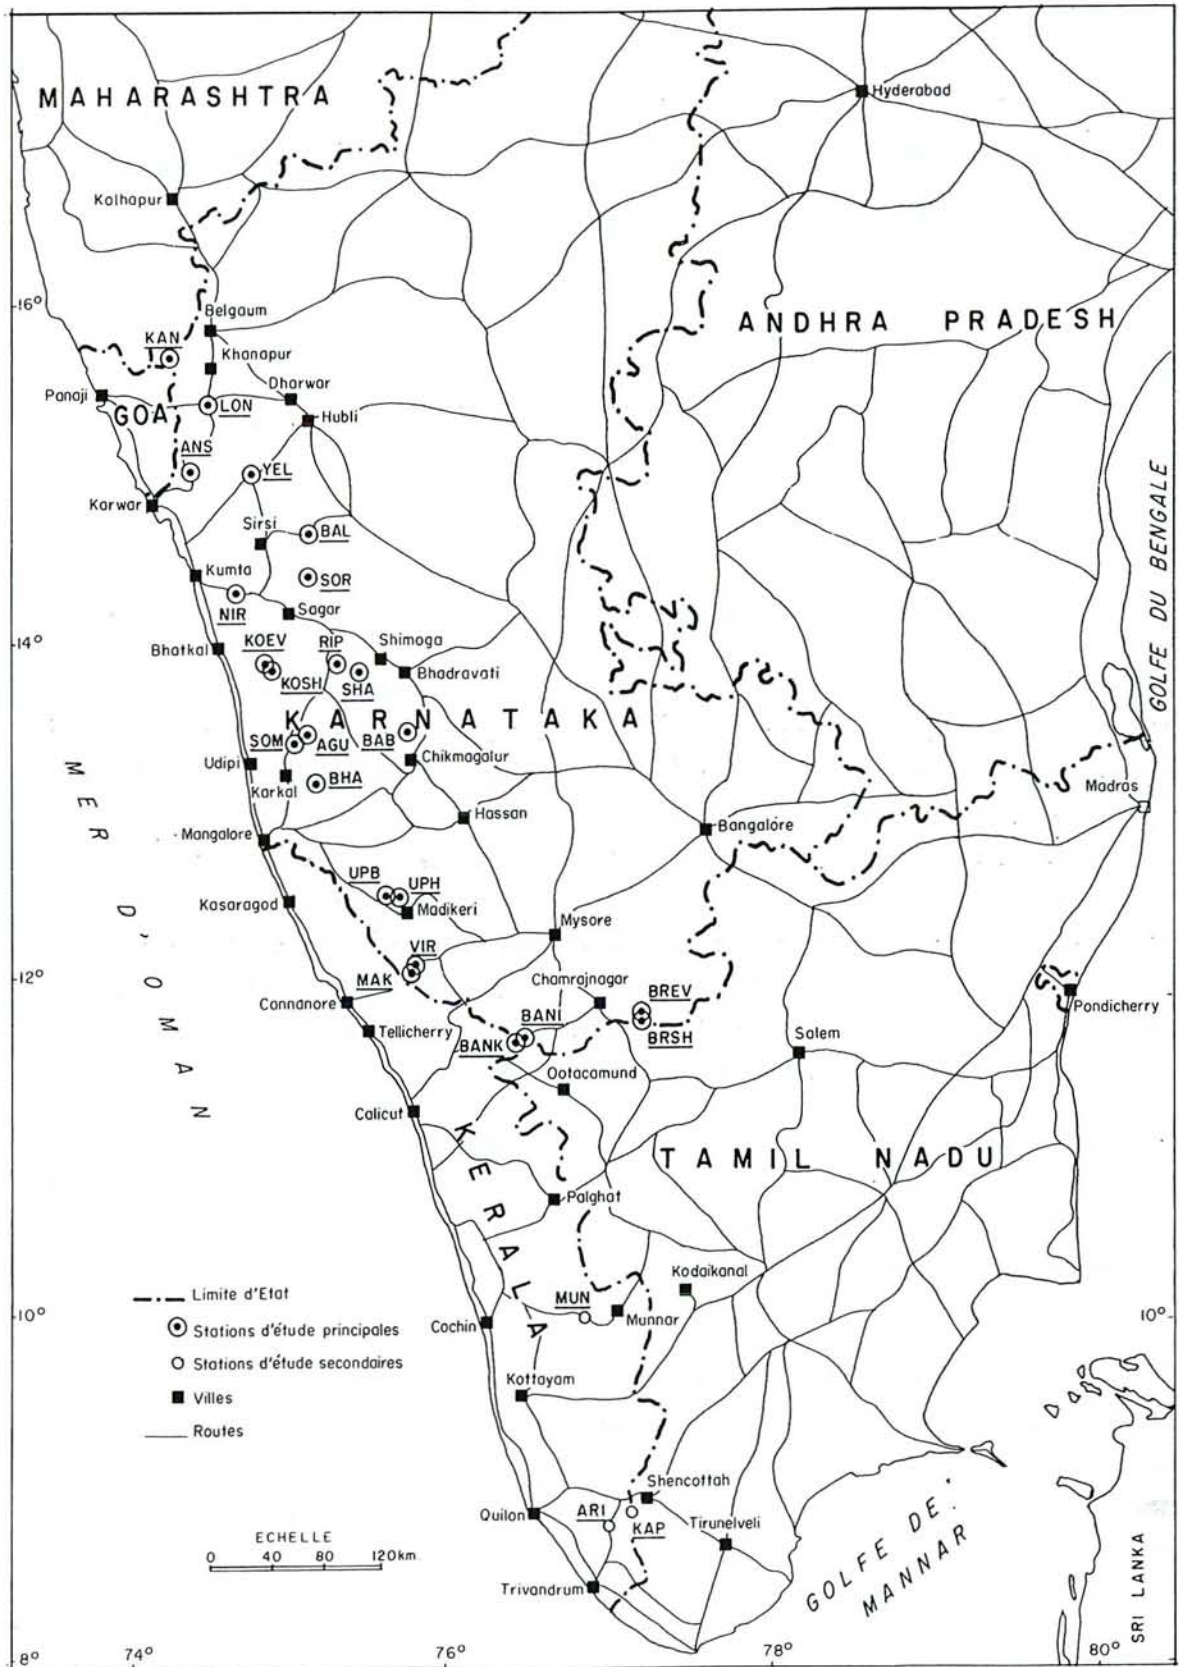 MAHARASHTRA
Hyderabad
Kolhapur
16°
Belgaum
ANDHRA PRADESH
KAN
Khanapur
Dharwar
Panaji
GOA
LON
Hubli
ANS
YEL
Karwar
Sirsi
BAL
GOLFE DU BENGALE
Kumta
SOR
NIR
Sagar
14°
Bhatkal
KOEV
RIP
Shimoga
KOSH
SHA
Bhadravati
KARNATAKA
SOM
AGU
BAB
Udipi
Chikmagalur
Karkal
BHA
Madras
MER D'OMAN
Mangalore
Hassan
Bangalore
UPB
UPH
Kasaragod
Madikeri
Mysore
VIR
12°
MAK
Chamrajnagar
Cannanore
BREV
Pondicherry
BANI
Tellicherry
BRSH
BANK
Salem
Ootacamund
Calicut
KERALA
TAMIL NADU
Palghat
Kodaikanal
Limite d'Etat
MUN
10°
Munnar
10°
Stations d'étude principales
Cochin
Stations d'étude secondaires
Kottayam
Villes
Routes
Shencottah
Quilon
ARI
KAP
Tirunelveli
ECHELLE
0 40 80 120 km.
GOLFE DE
MANNAR
SRI LANKA
Trivandrum
8°
74°
76°
78°
80°